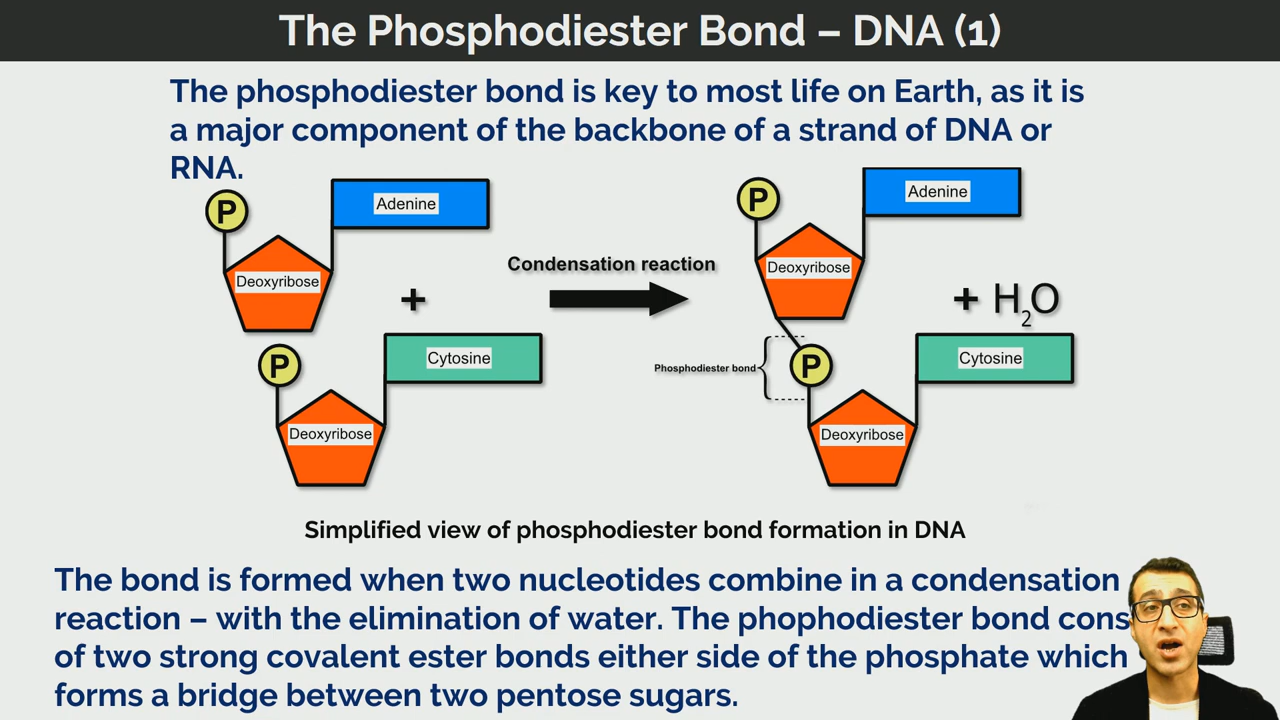 The Phosphodiester Bond – DNA (1)
The phosphodiester bond is key to most life on Earth, as it is
a major component of the backbone of a strand of DNA or
RNA.
P
Adenine
Deoxyribose
+
P
Cytosine
Deoxyribose
Condensation reaction
P
Adenine
Deoxyribose
+ H₂O
Phosphodiester bond
P
Cytosine
Deoxyribose
Simplified view of phosphodiester bond formation in DNA
The bond is formed when two nucleotides combine in a condensation
reaction – with the elimination of water. The phophodiester bond cons
of two strong covalent ester bonds either side of the phosphate which
forms a bridge between two pentose sugars.